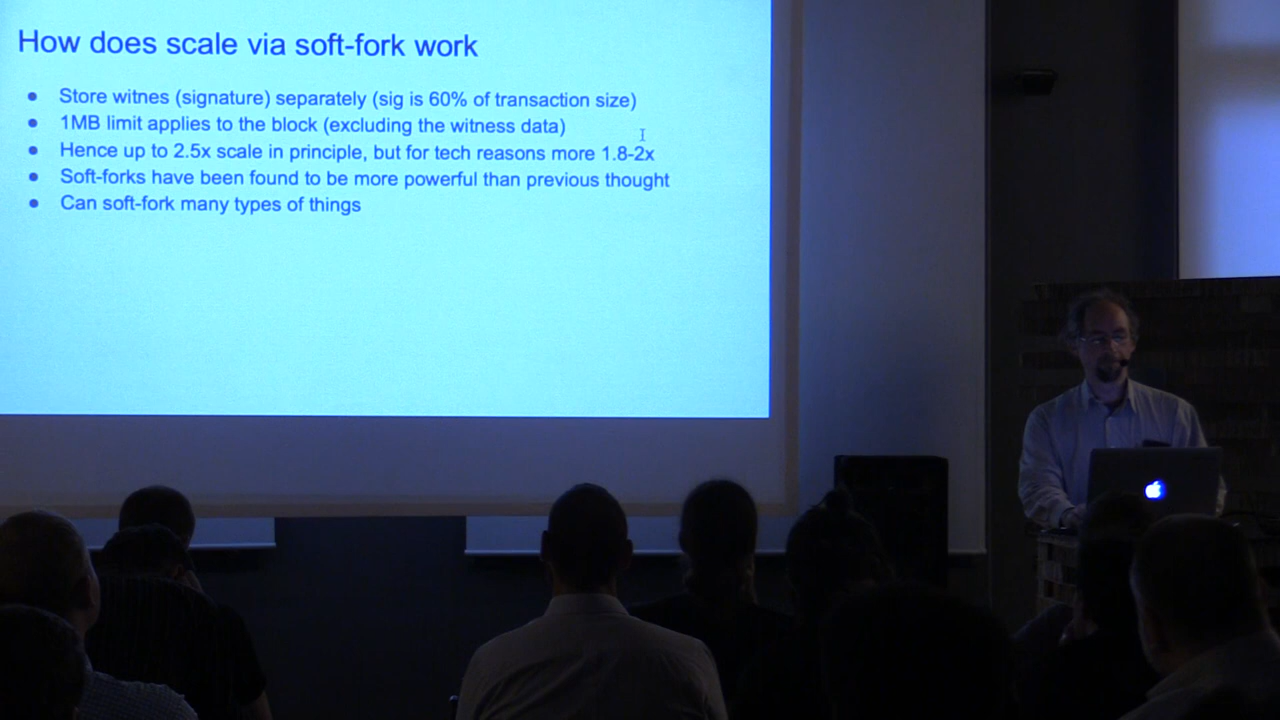 How does scale via soft-fork work
● Store witnes (signature) separately (sig is 60% of transaction size)
● 1MB limit applies to the block (excluding the witness data)
● Hence up to 2.5x scale in principle, but for tech reasons more 1.8-2x
● Soft-forks have been found to be more powerful than previous thought
● Can soft-fork many types of things